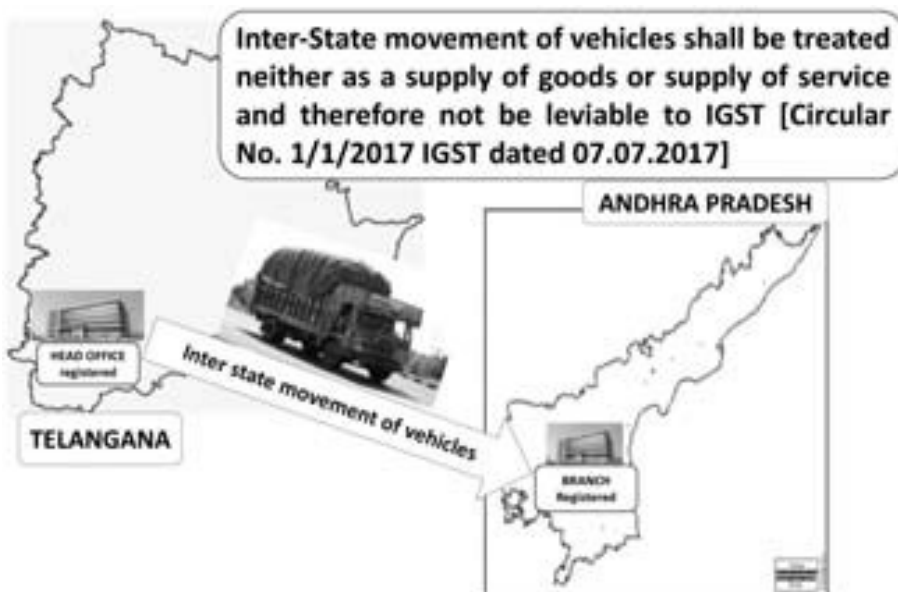 Inter-State movement of vehicles shall be treated
neither as a supply of goods or supply of service
and therefore not be leviable to IGST [Circular
No. 1/1/2017 IGST dated 07.07.2017]
ANDHRA PRADESH
HEAD OFFICE
registered
Inter state movement of vehicles
TELANGANA
BRANCH
Registered